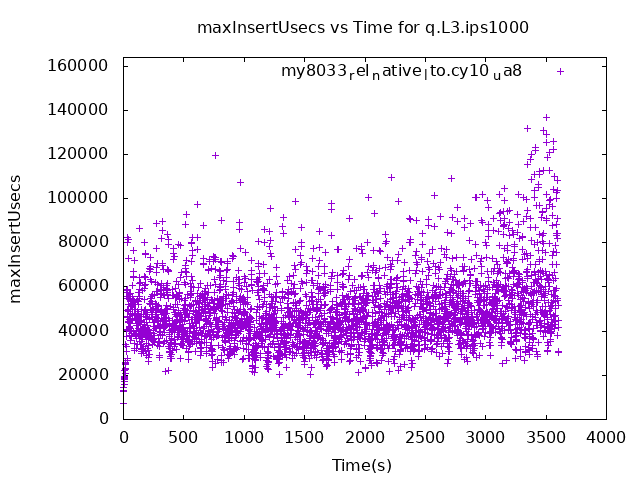 maxInsertUsecs vs Time for q.L3.ips1000
my8033relnativelto.cy10ua8
160000
140000
120000
100000
80000
60000
40000
20000
0
maxInsertUsecs
0 500 1000 1500 2000 2500 3000 3500 4000
Time(s)